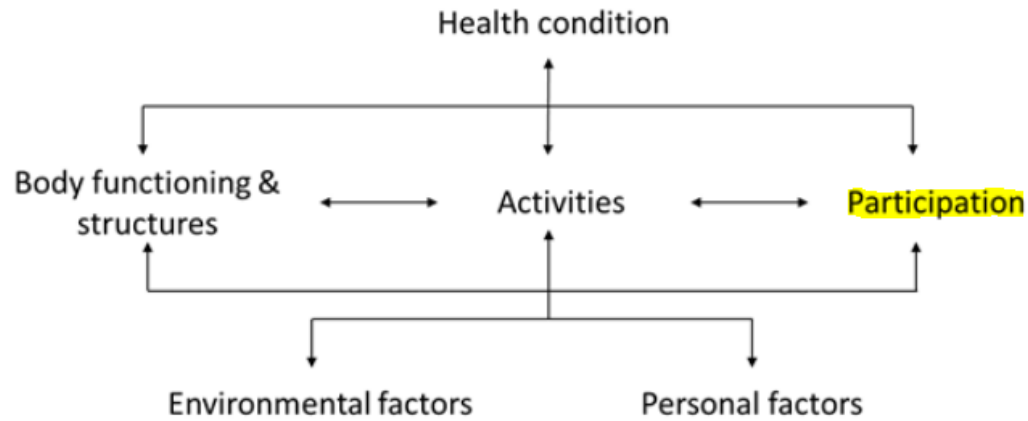 Health condition
Body functioning &
structures
Activities
Participation
Environmental factors
Personal factors